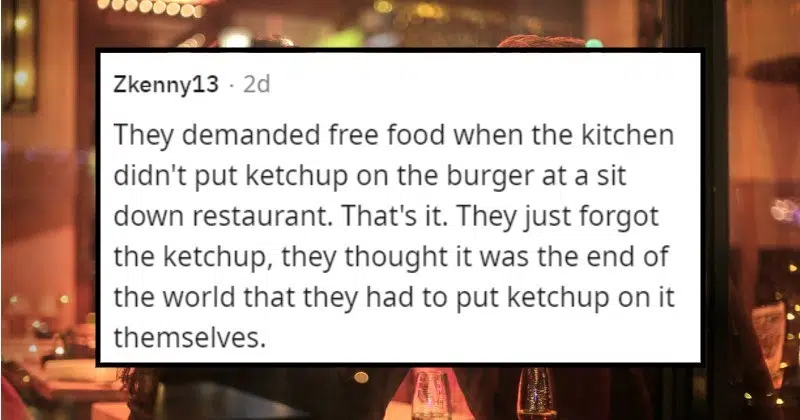 Zkenny13 · 2d
They demanded free food when the kitchen
didn't put ketchup on the burger at a sit
down restaurant. That's it. They just forgot
the ketchup, they thought it was the end of
the world that they had to put ketchup on it
themselves.